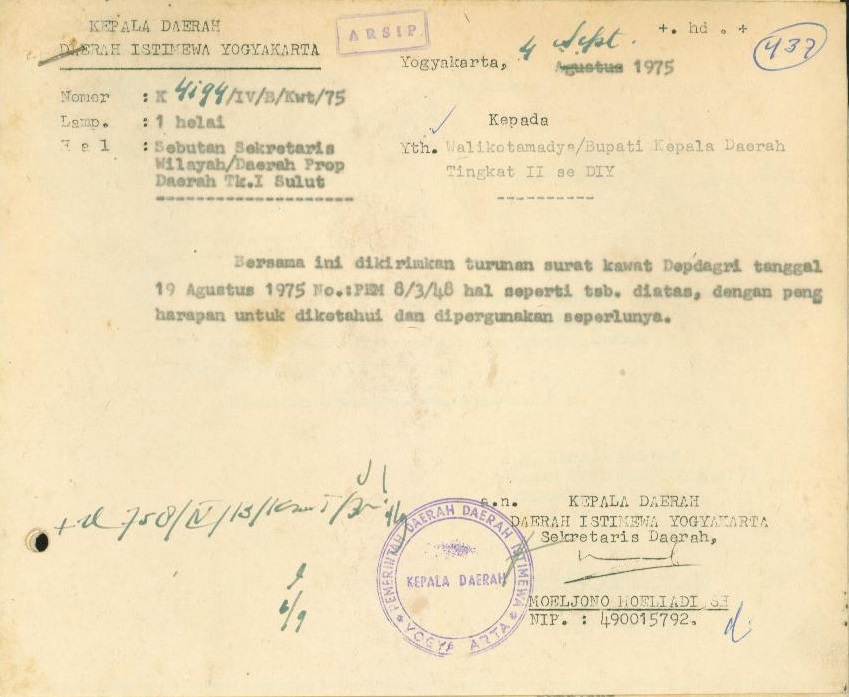 KEPALA DAERAH
DAERAH ISTIMEWA YOGYAKARTA
ARSIP
+. hd . +
437
Yogyakarta, 4 Sept. Agustus 1975
Nomer : K 4194/IV/B/Kwt/75
Lamp. : 1 helai
H a l : Sebutan Sekretaris
Wilayah/Daerah Prop
Daerah Tk.I Sulut
Kepada
Yth. Walikotamadya/Bupati Kepala Daerah
Tingkat II se DIY
Bersama ini dikirimkan turunan surat kawat Depdagri tanggal
19 Agustus 1975 No.:PEM 8/3/48 hal seperti tsb. diatas, dengan peng
harapan untuk diketahui dan dipergunakan seperlunya.
a.n. KEPALA DAERAH
DAERAH ISTIMEWA YOGYAKARTA
Sekretaris Daerah,
PEMERINTAH DAERAH DAERAH ISTIMEWA
KEPALA DAERAH
YOGYAKARTA
MOELJONO MOELIADI SH
NIP. : 490015792.